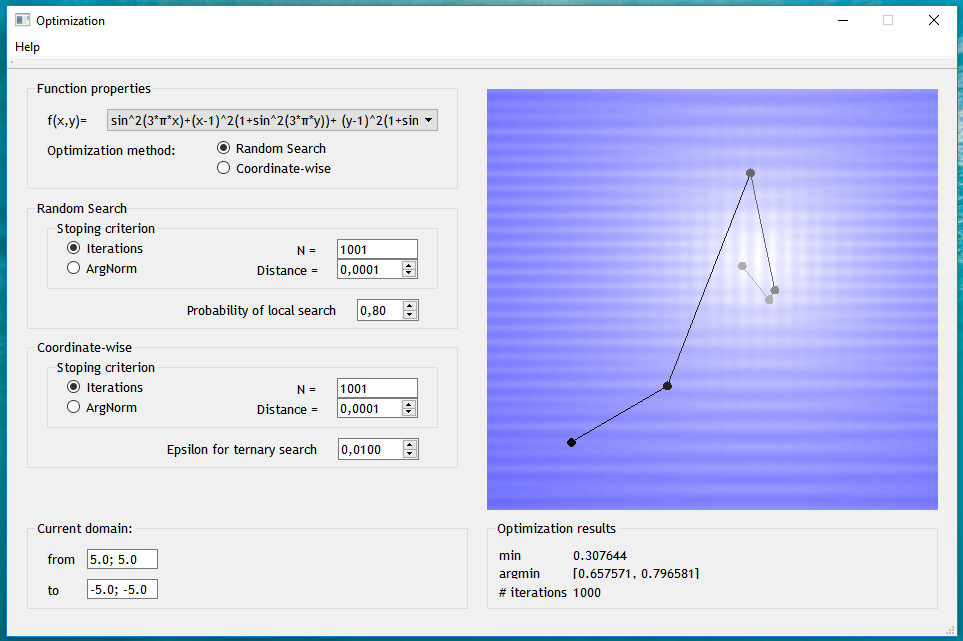 Optimization
Help
Function properties
f(x,y)=
sin^2(3*π*x)+(x-1)^2(1+sin^2(3*π*y))+ (y-1)^2(1+sin
Optimization method:
Random Search
Coordinate-wise
Random Search
Stoping criterion
Iterations
N = 1001
ArgNorm
Distance = 0,0001
Probability of local search 0,80
Coordinate-wise
Stoping criterion
Iterations
N = 1001
ArgNorm
Distance = 0,0001
Epsilon for ternary search 0,0100
Current domain:
from 5.0; 5.0
to -5.0; -5.0
Optimization results
min 0.307644
argmin [0.657571, 0.796581]
# iterations 1000